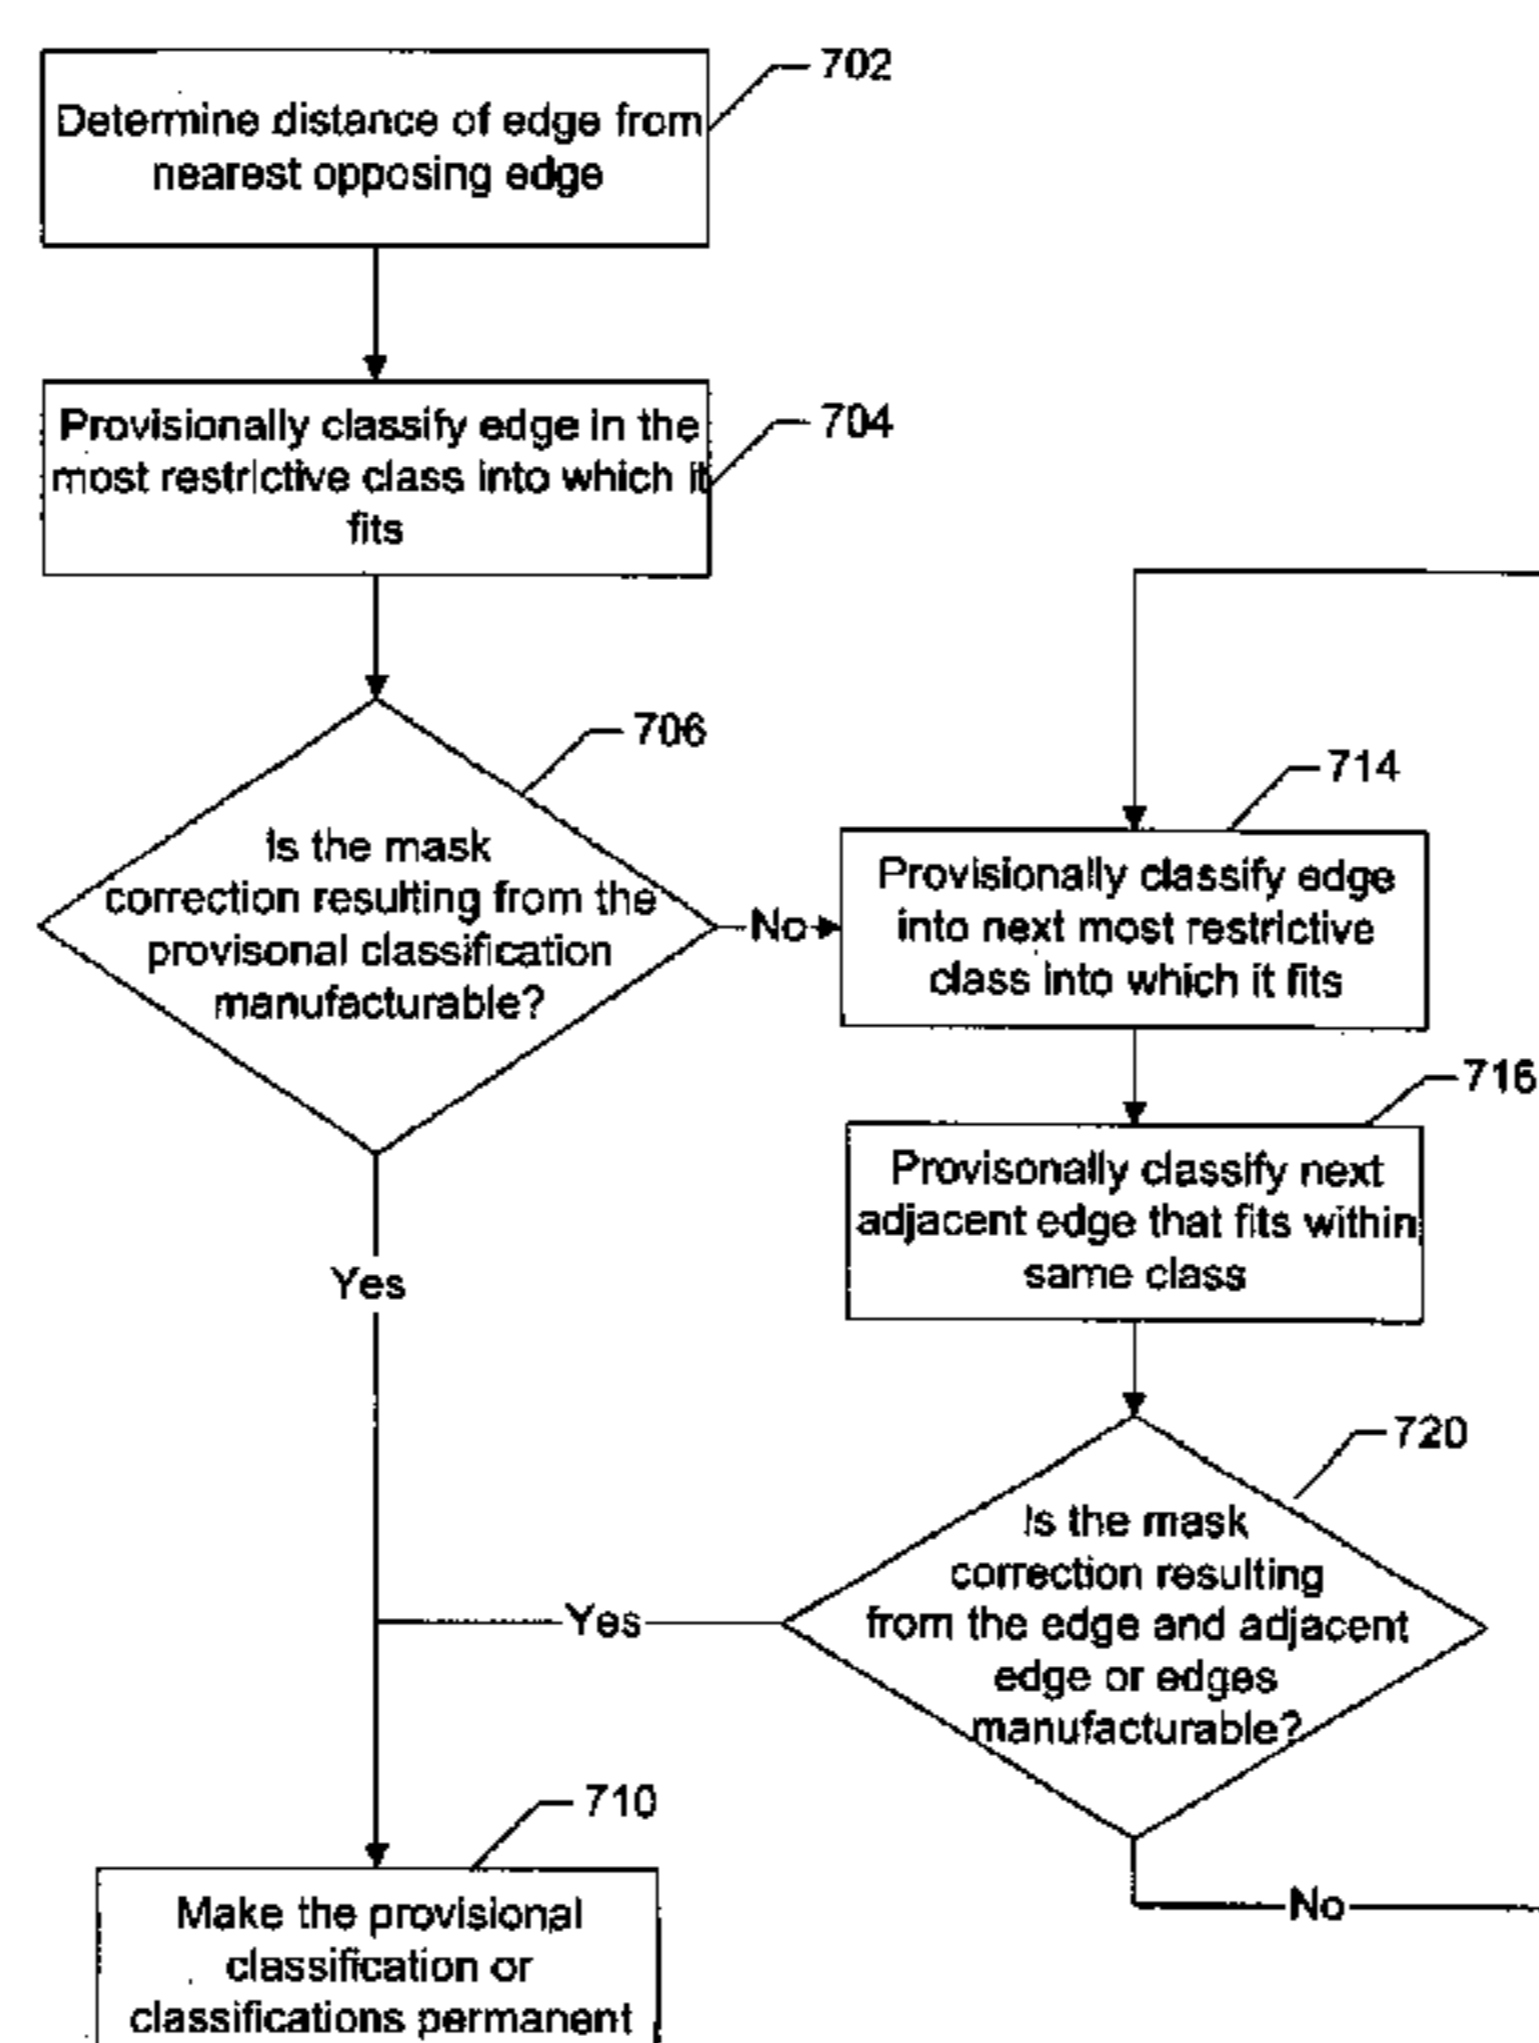 702
Determine distance of edge from
nearest opposing edge
704
Provisionally classify edge in the
most restrictive class into which it
fits
706
Is the mask
correction resulting from the
provisonal classification
manufacturable?
No
Yes
714
Provisionally classify edge
into next most restrictive
class into which it fits
716
Provisonally classify next
adjacent edge that fits within
same class
720
Is the mask
correction resulting
from the edge and adjacent
edge or edges
manufacturable?
Yes
No
710
Make the provisional
classification or
classifications permanent